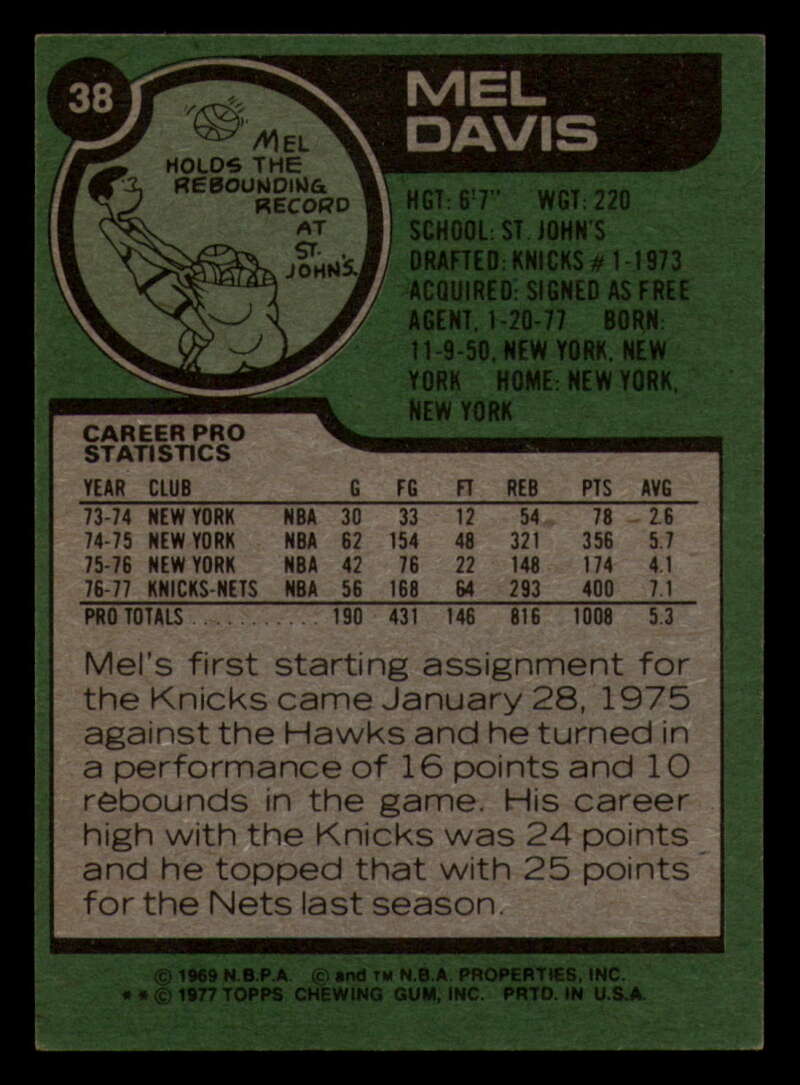 38
MEL
HOLDS THE
REBOUNDING
RECORD
AT
ST.
JOHN'S.
MEL
DAVIS
HGT: 6'7" WGT: 220
SCHOOL: ST. JOHN'S
DRAFTED: KNICKS #1-1973
ACQUIRED: SIGNED AS FREE
AGENT, 1-20-77 BORN:
11-9-50, NEW YORK, NEW
YORK HOME: NEW YORK,
NEW YORK
CAREER PRO
STATISTICS
YEAR CLUB G FG FT REB PTS AVG
73-74 NEW YORK NBA 30 33 12 54 78 2.6
74-75 NEW YORK NBA 62 154 48 321 356 5.7
75-76 NEW YORK NBA 42 76 22 148 174 4.1
76-77 KNICKS-NETS NBA 56 168 64 293 400 7.1
PRO TOTALS . . . . . . . . . . . 190 431 146 816 1008 5.3
Mel's first starting assignment for
the Knicks came January 28, 1975
against the Hawks and he turned in
a performance of 16 points and 10
rebounds in the game. His career
high with the Knicks was 24 points
and he topped that with 25 points
for the Nets last season.
© 1969 N.B.P.A. © and TM N.B.A. PROPERTIES, INC.
* * © 1977 TOPPS CHEWING GUM, INC. PRTD. IN U.S.A.